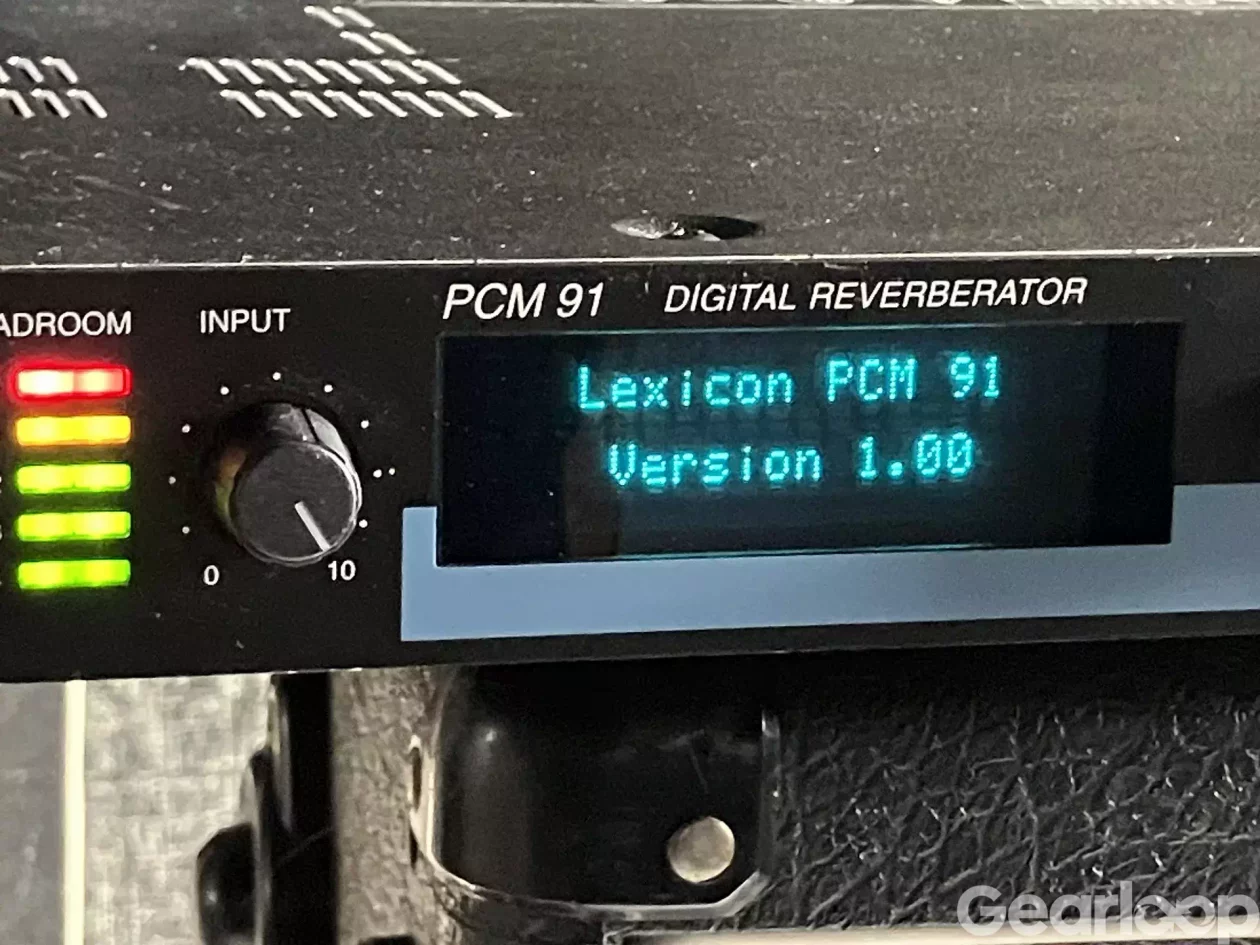 PCM 91 DIGITAL REVERBERATOR
ADROOM
INPUT
Lexicon PCM 91
Version 1.00
0 10
Gearloop